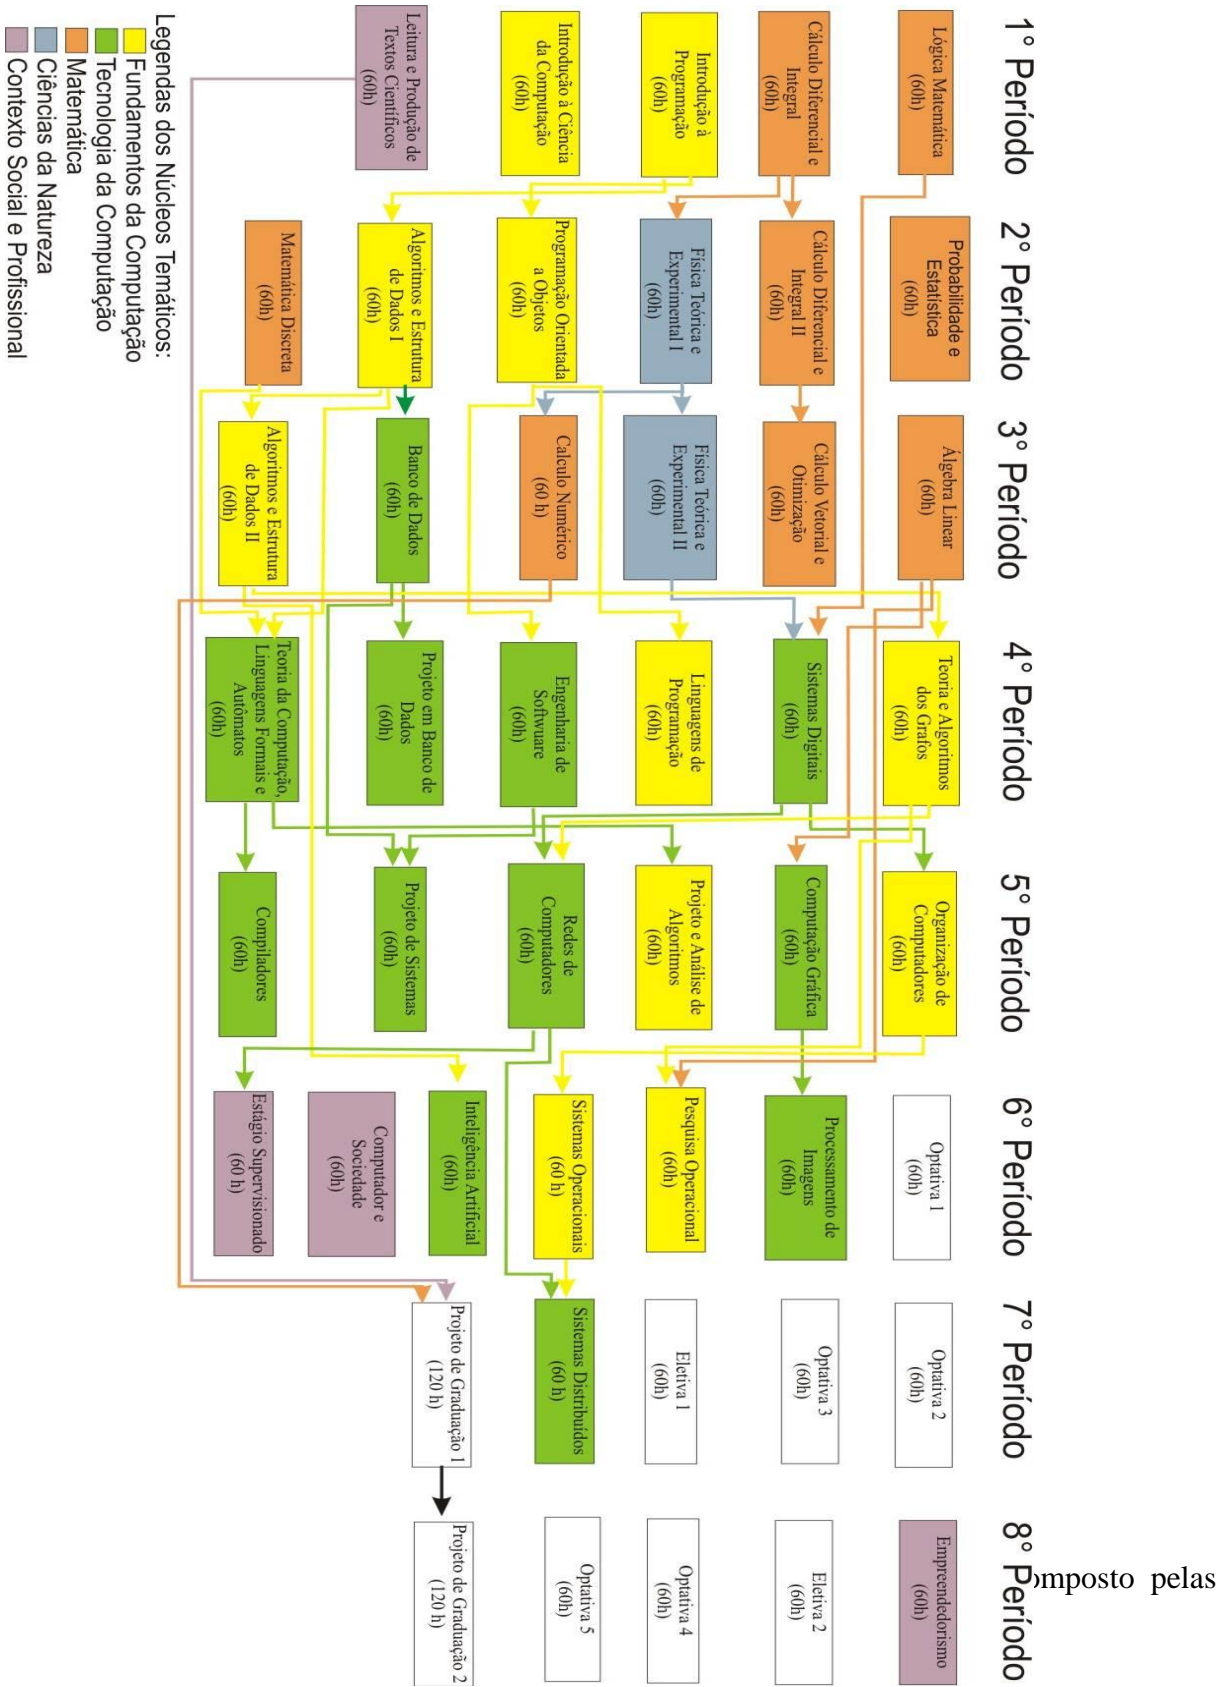 1° Período
Lógica Matemática
(60h)
Cálculo Diferencial e
Integral
(60h)
Introdução à
Programação
(60h)
Introdução à Ciência
da Computação
(60h)
Leitura e Produção de
Textos Científicos
(60h)
2° Período
Probabilidade e
Estatística
(60h)
Cálculo Diferencial e
Integral II
(60h)
Física Teórica e
Experimental I
(60h)
Programação Orientada
a Objetos
(60h)
Algoritmos e Estrutura
de Dados I
(60h)
Matemática Discreta
(60h)
3° Período
Álgebra Linear
(60h)
Cálculo Vetorial e
Otimização
(60h)
Física Teórica e
Experimental II
(60h)
Calculo Numérico
(60 h)
Banco de Dados
(60h)
Algoritmos e Estrutura
de Dados II
(60h)
4° Período
Teoria e Algoritmos
dos Grafos
(60h)
Sistemas Digitais
(60h)
Linguagens de
Programação
(60h)
Engenharia de
Softwuare
(60h)
Projeto em Banco de
Dados
(60h)
Teoria da Computação,
Linguagens Formais e
Autômatos
(60h)
5° Período
Organização de
Computadores
(60h)
Computação Gráfica
(60h)
Projeto e Análise de
Algoritmos
(60h)
Redes de
Computadores
(60h)
Projeto de Sistemas
(60h)
Compiladores
(60h)
6° Período
Optativa 1
(60h)
Processamento de
Imagens
(60h)
Pesquisa Operacional
(60h)
Sistemas Operacionais
(60 h)
Inteligência Artificial
(60h)
Computador e
Sociedade
(60h)
Estágio Supervisionado
(60 h)
7° Período
Optativa 2
(60h)
Optativa 3
(60h)
Eletiva 1
(60h)
Sistemas Distribuídos
(60 h)
Projeto de Graduação 1
(120 h)
8° Período
Empreendedorismo
(60h)
Eletiva 2
(60h)
Optativa 4
(60h)
Optativa 5
(60h)
Projeto de Graduação 2
(120 h)
Legendas dos Núcleos Temáticos:
Fundamentos da Computação
Tecnologia da Computação
Matemática
Ciências da Natureza
Contexto Social e Profissional
pelas